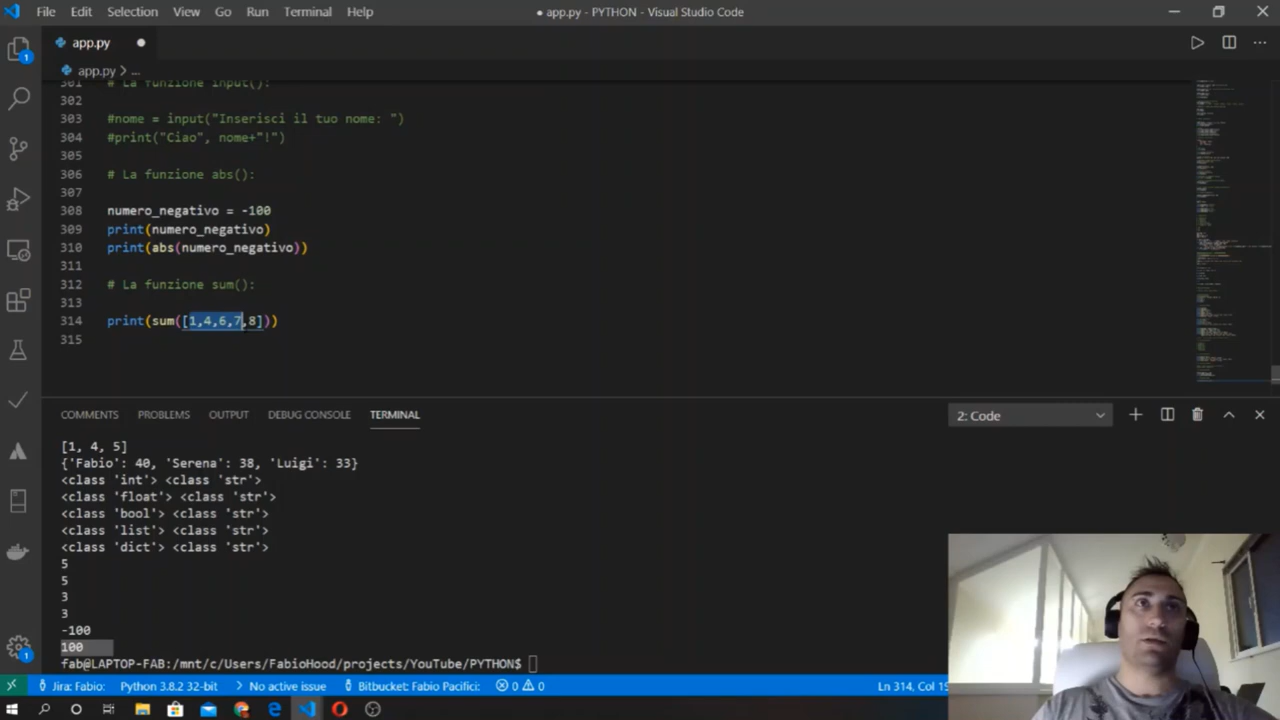 File Edit Selection View Go Run Terminal Help
● app.py - PYTHON - Visual Studio Code
app.py
app.py > ...
301 # La funzione input():
302
303 #nome = input("Inserisci il tuo nome: ")
304 #print("Ciao", nome+"!")
305
306 # La funzione abs():
307
308 numero_negativo = -100
309 print(numero_negativo)
310 print(abs(numero_negativo))
311
312 # La funzione sum():
313
314 print(sum([1,4,6,7,8]))
315
COMMENTS PROBLEMS OUTPUT DEBUG CONSOLE TERMINAL 2: Code
[1, 4, 5]
{'Fabio': 40, 'Serena': 38, 'Luigi': 33}
<class 'int'> <class 'str'>
<class 'float'> <class 'str'>
<class 'bool'> <class 'str'>
<class 'list'> <class 'str'>
<class 'dict'> <class 'str'>
5
5
3
3
-100
100
fab@LAPTOP-FAB:/mnt/c/Users/FabioHood/projects/YouTube/PYTHON$
Jira: Fabio: Python 3.8.2 32-bit No active issue Bitbucket: Fabio Pacifici: 0 0 Ln 314, Col